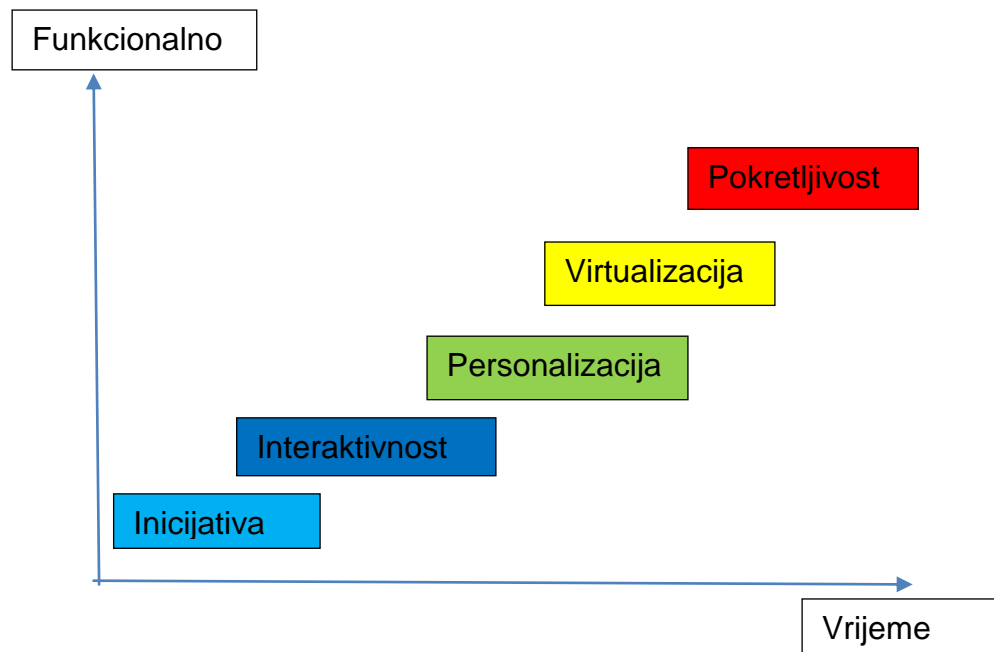 Funkcionalno
Pokretljivost
Virtualizacija
Personalizacija
Interaktivnost
Inicijativa
Vrijeme